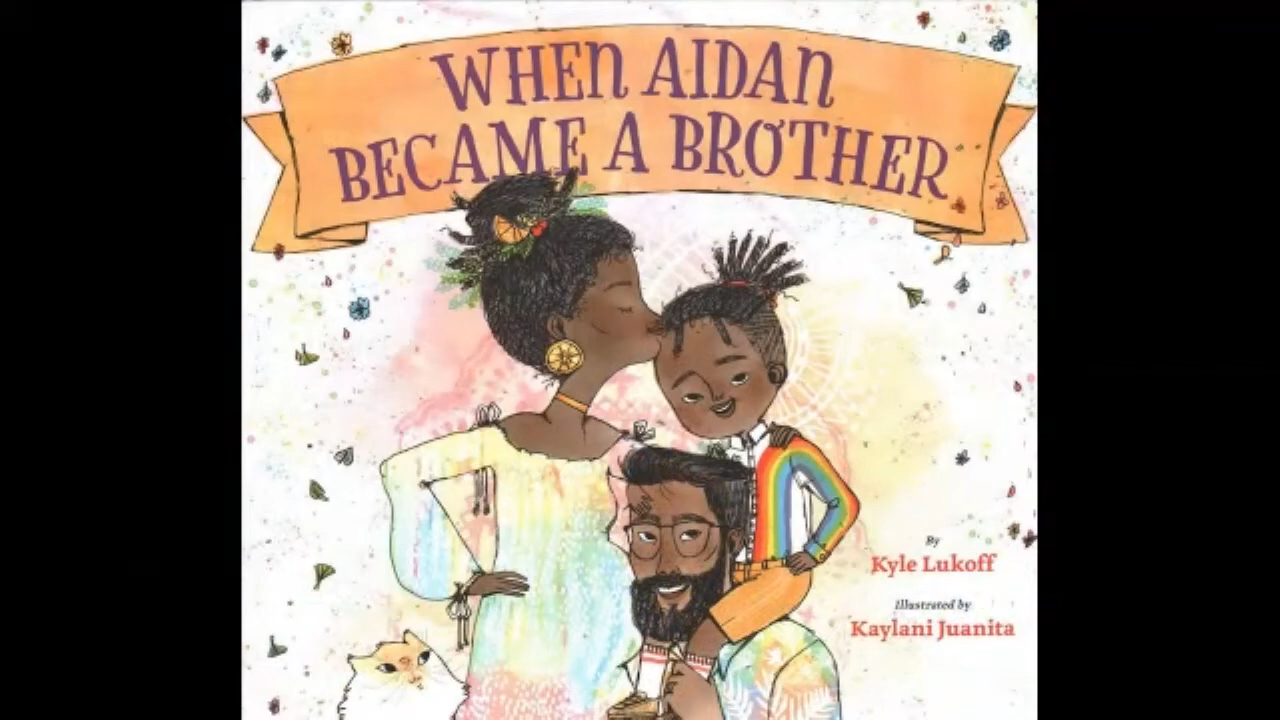 WHEN AIDAN
BECAME A BROTHER
By
Kyle Lukoff
Illustrated by
Kaylani Juanita